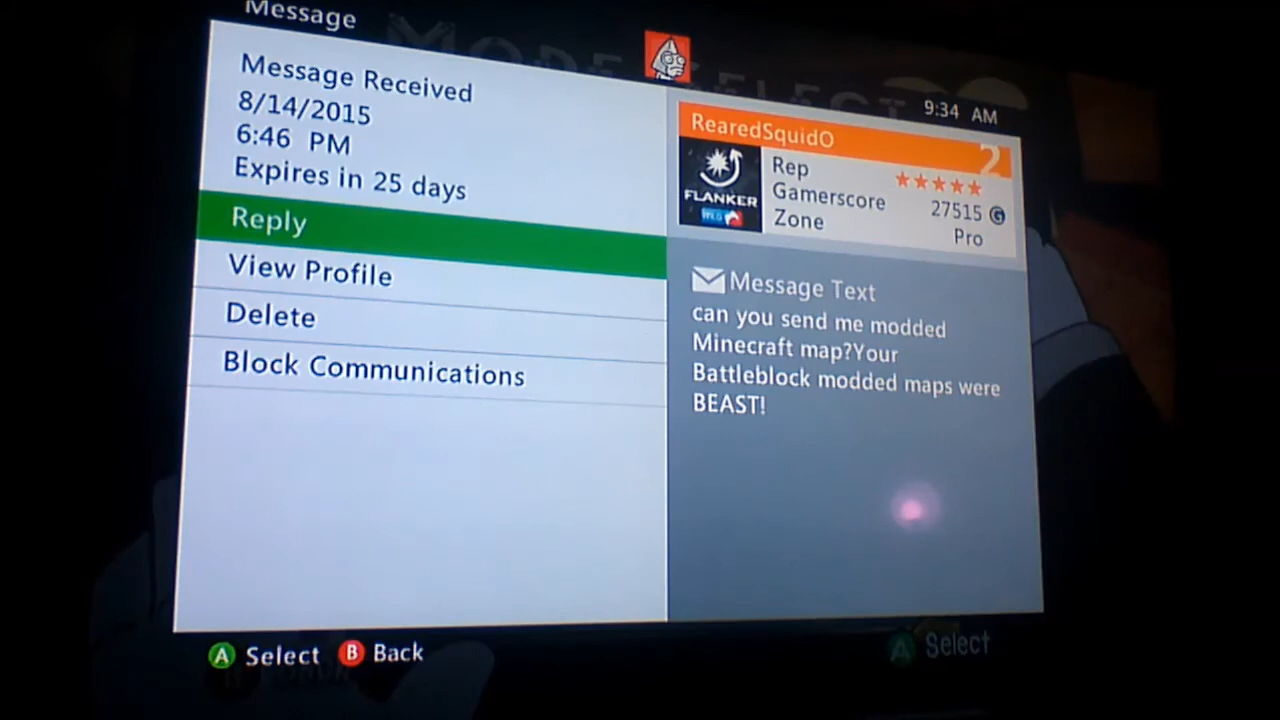 Message
MODE SELECT
9:34 AM
Message Received
8/14/2015
6:46 PM
Expires in 25 days
Reply
View Profile
Delete
Block Communications
RearedSquidO
2
FLANKER
Rep
Gamerscore 27515 G
Zone Pro
Message Text
can you send me modded
Minecraft map?Your
Battleblock modded maps were
BEAST!
A Select B Back
A Select